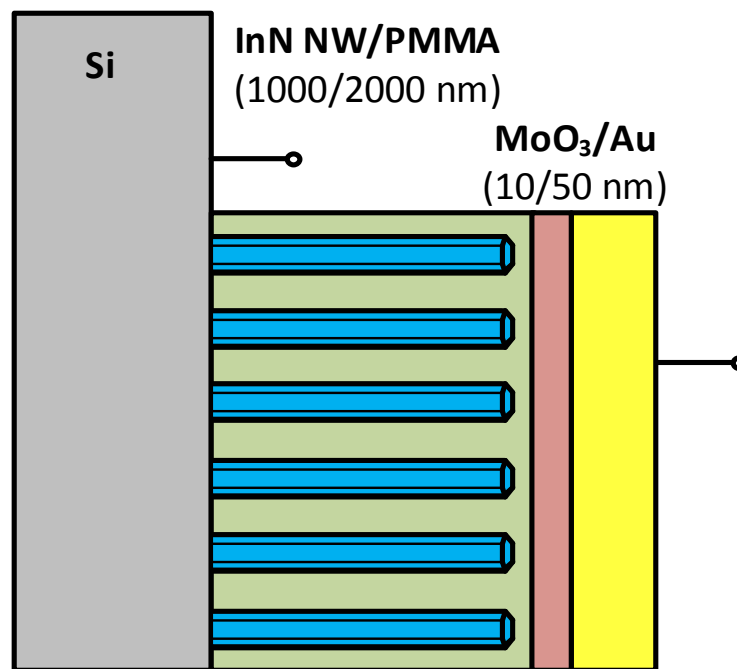 Si
InN NW/PMMA
(1000/2000 nm)
MoO₃/Au
(10/50 nm)